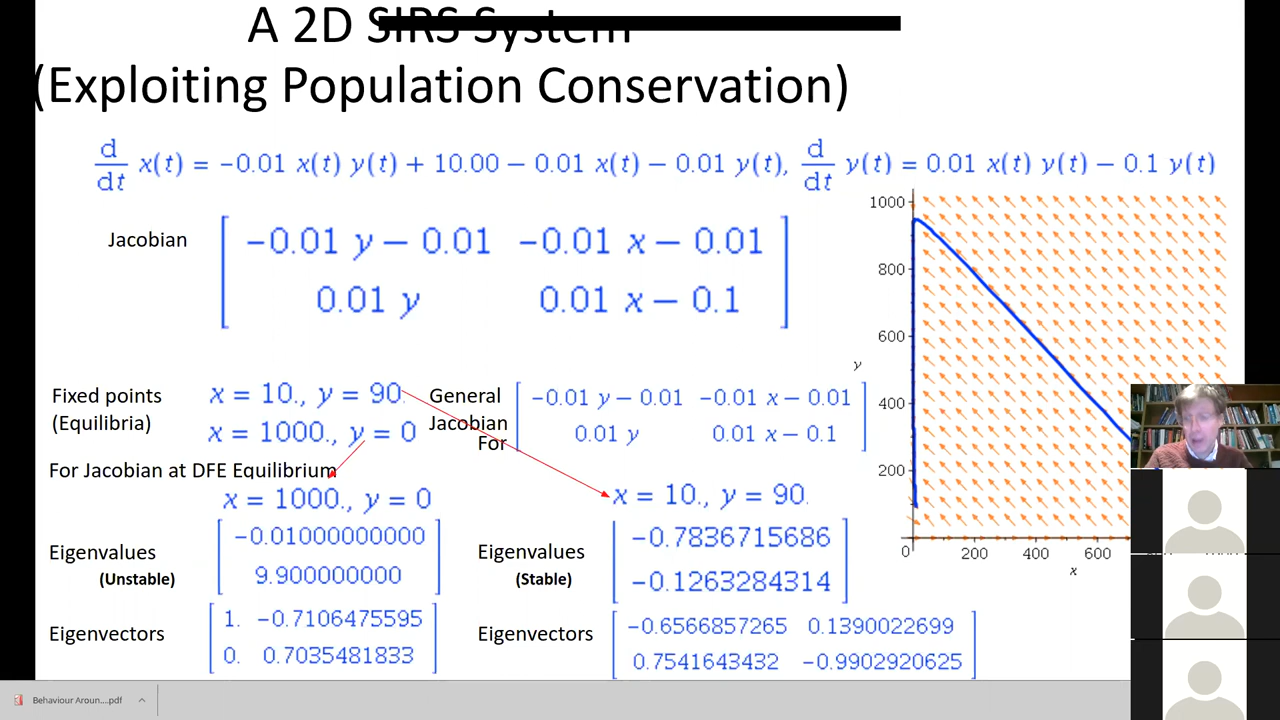 A 2D SIRS System
(Exploiting Population Conservation)
d/dt x(t) = −0.01 x(t) y(t) + 10.00 − 0.01 x(t) − 0.01 y(t), d/dt y(t) = 0.01 x(t) y(t) − 0.1 y(t)
Jacobian
−0.01 y − 0.01 −0.01 x − 0.01
0.01 y 0.01 x − 0.1
1000
800
600
400
200
0
y
200 400 600
x
Fixed points
(Equilibria)
x = 10., y = 90.
x = 1000., y = 0
General
Jacobian
For
−0.01 y − 0.01 −0.01 x − 0.01
0.01 y 0.01 x − 0.1
For Jacobian at DFE Equilibrium
x = 1000., y = 0
Eigenvalues
(Unstable)
−0.01000000000
9.900000000
Eigenvectors
1. −0.7106475595
0. 0.7035481833
x = 10., y = 90.
Eigenvalues
(Stable)
−0.7836715686
−0.1263284314
Eigenvectors
−0.6566857265 0.1390022699
0.7541643432 −0.9902920625
Behaviour Aroun....pdf